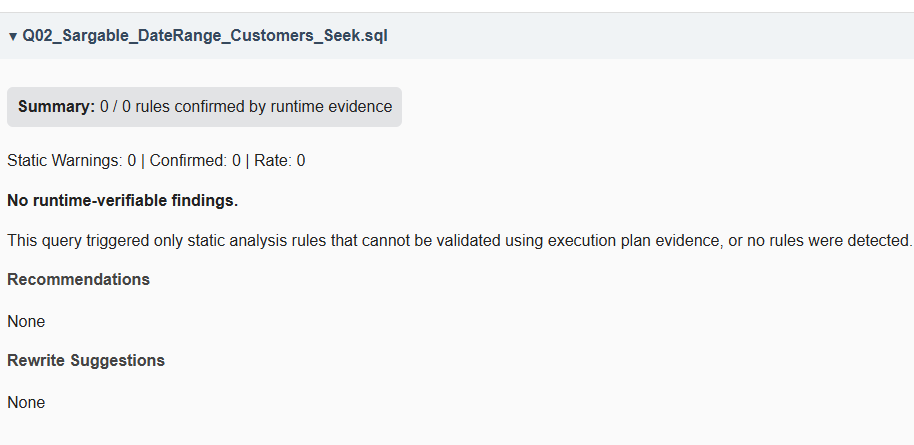 ▼ Q02_Sargable_DateRange_Customers_Seek.sql
Summary: 0 / 0 rules confirmed by runtime evidence
Static Warnings: 0 | Confirmed: 0 | Rate: 0
No runtime-verifiable findings.
This query triggered only static analysis rules that cannot be validated using execution plan evidence, or no rules were detected.
Recommendations
None
Rewrite Suggestions
None